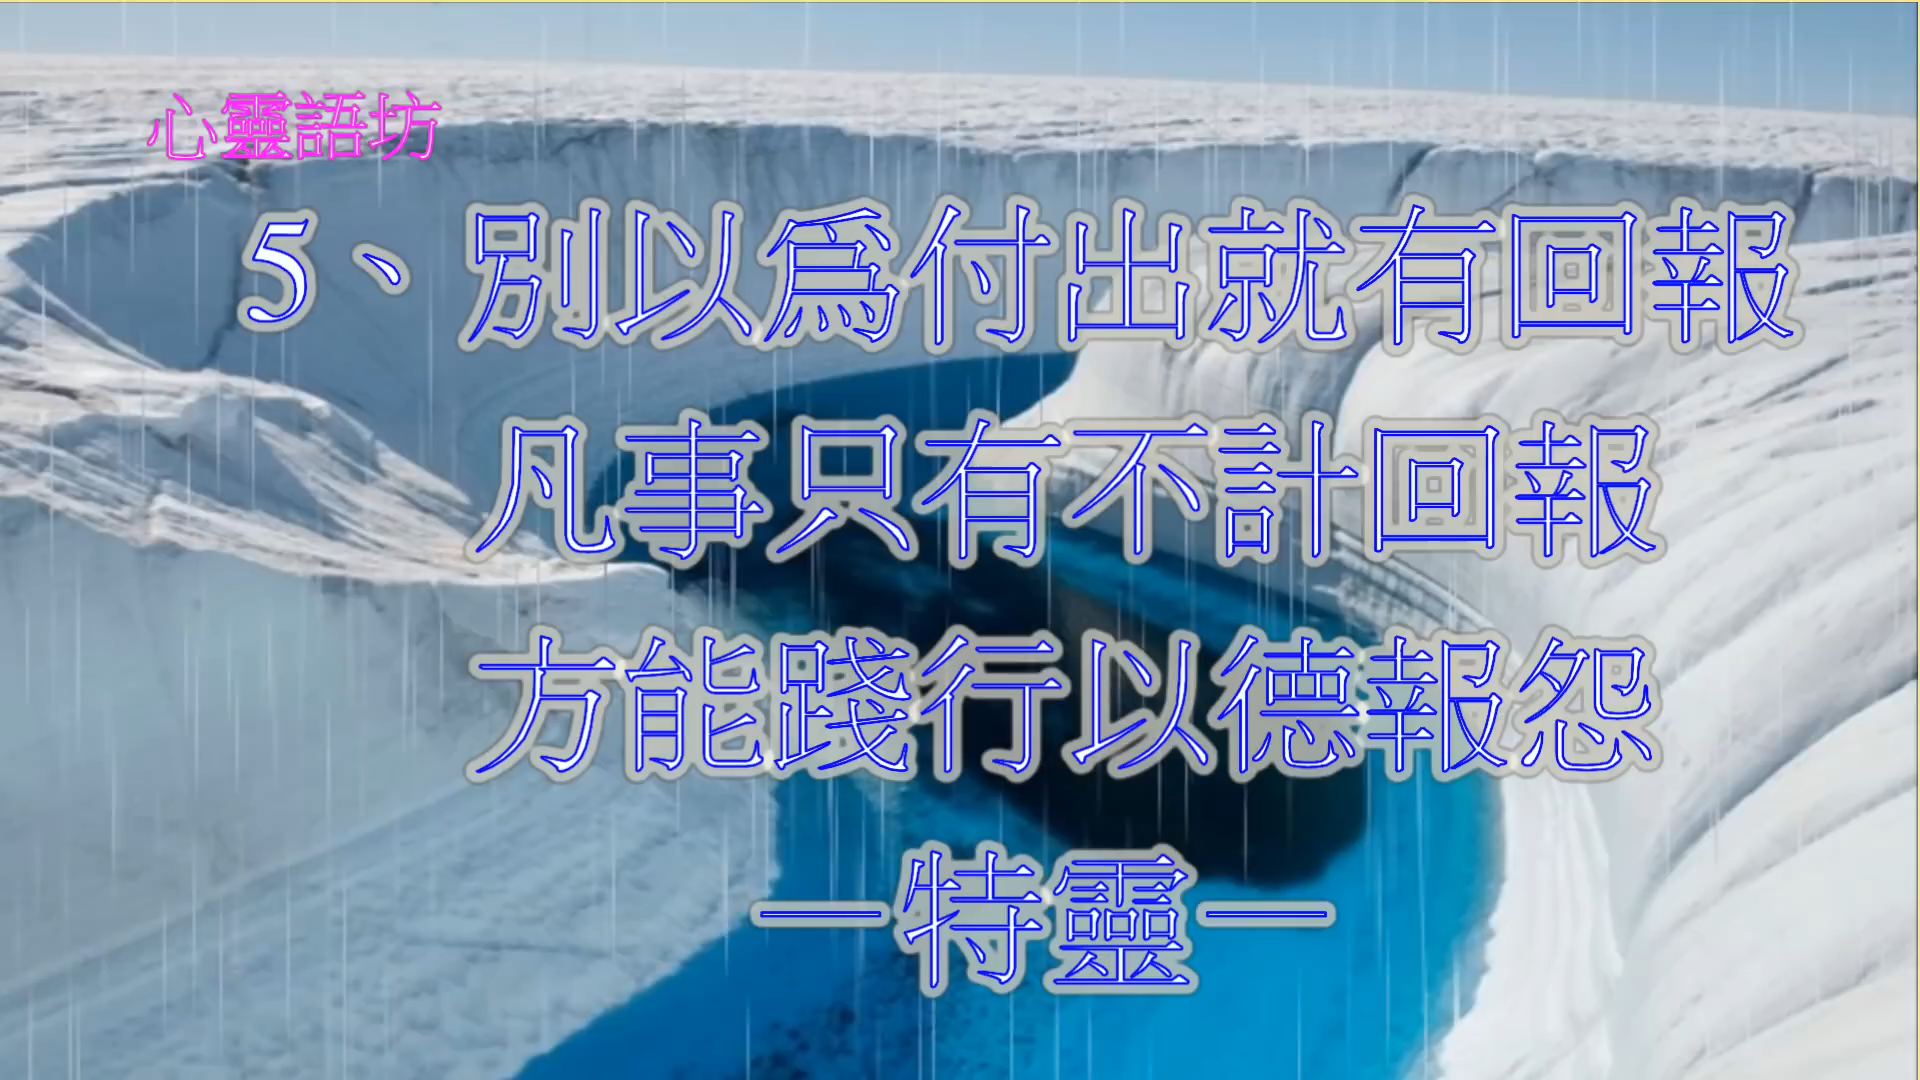 心靈語坊
5、別以為付出就有回報
凡事只有不計回報
方能踐行以德報怨
－特靈－